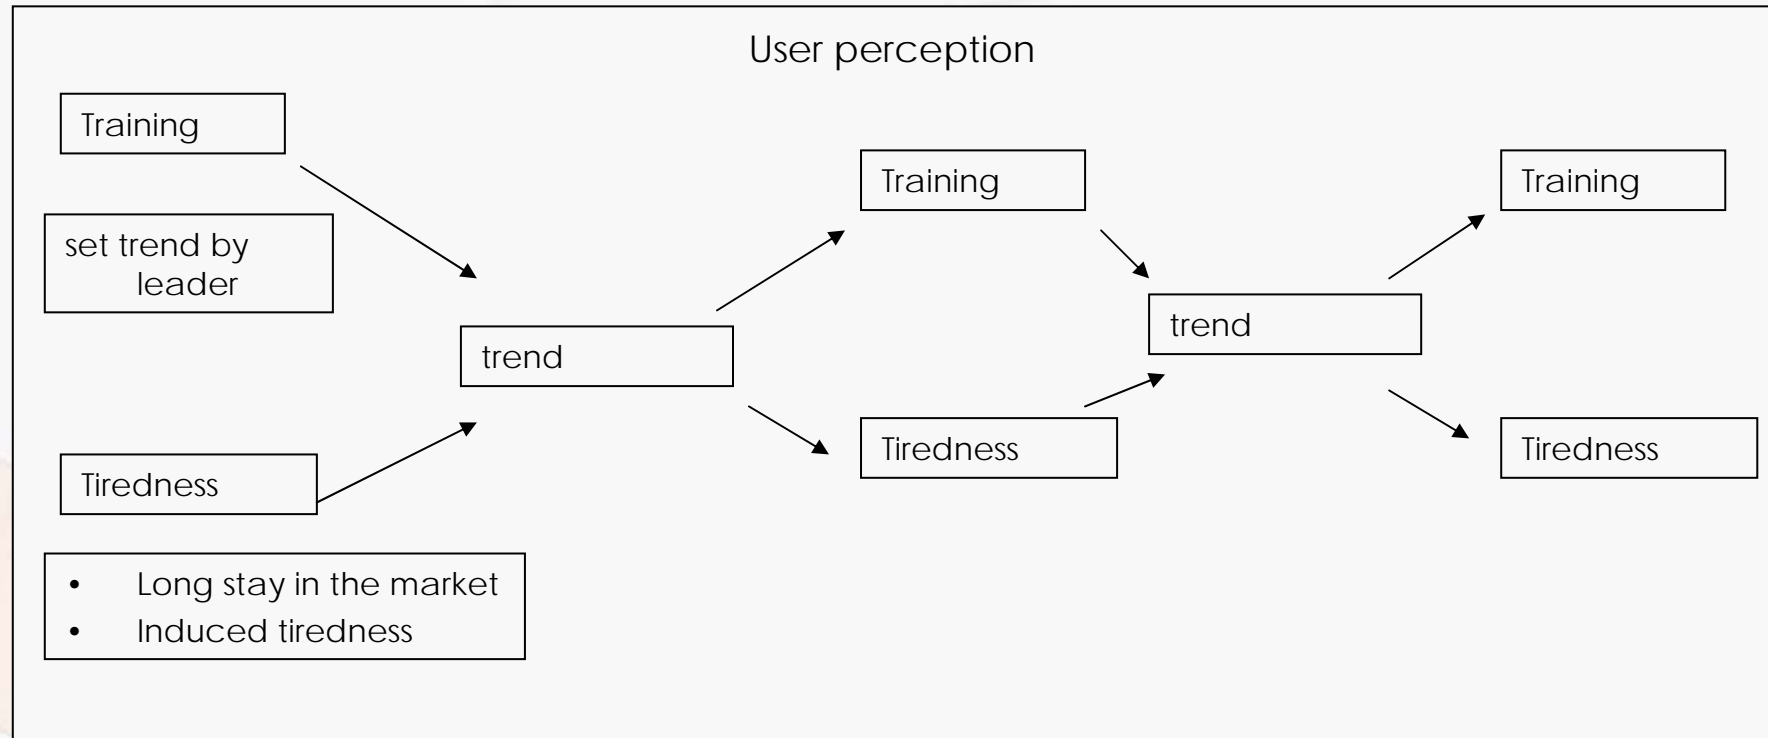 User perception
Training
set trend by
leader
trend
Tiredness
• Long stay in the market
• Induced tiredness
Training
Tiredness
trend
Training
Tiredness